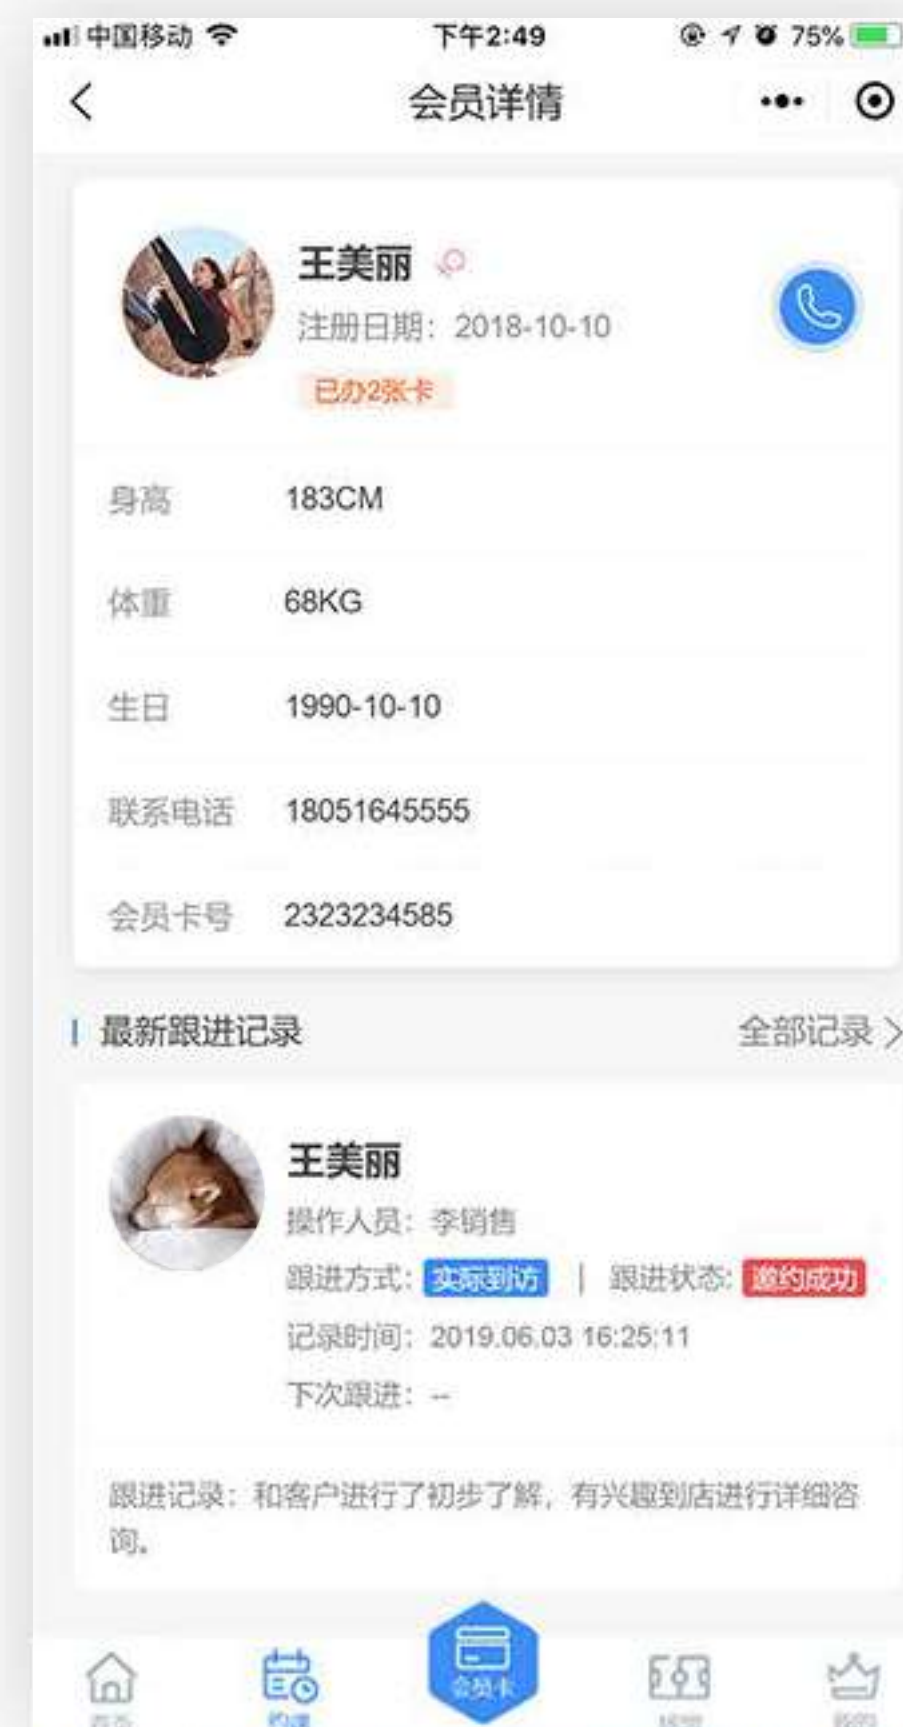 中国移动 下午2:49 75%
会员详情
王美丽
注册日期：2018-10-10
已办2张卡
身高 183CM
体重 68KG
生日 1990-10-10
联系电话 18051645555
会员卡号 2323234585
最新跟进记录 全部记录
王美丽
操作人员：李销售
跟进方式：实际到访 | 跟进状态：邀约成功
记录时间：2019.06.03 16:25:11
下次跟进：--
跟进记录：和客户进行了初步了解，有兴趣到店进行详细咨
询。
会员卡